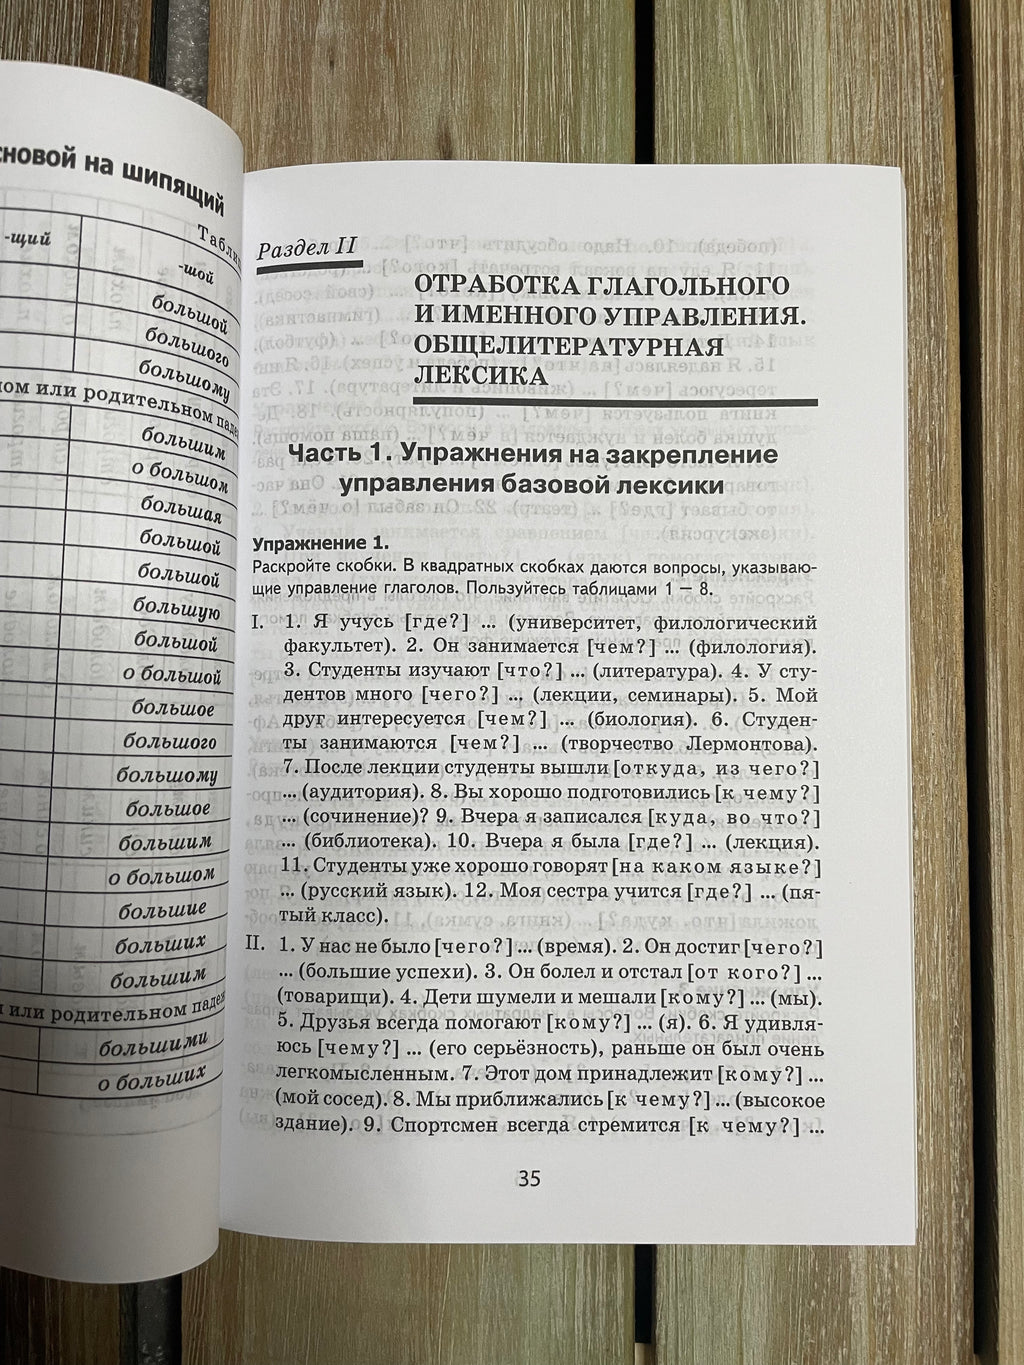 основой на шипящий
-щий
-шой
большой
большого
большому
или родительном
большим
о большом
большая
большой
большой
большую
большой
о большой
большое
большого
большому
большое
большим
о большом
большие
больших
большим
или родительном
большими
о больших
Раздел II
ОТРАБОТКА ГЛАГОЛЬНОГО
И ИМЕННОГО УПРАВЛЕНИЯ.
ОБЩЕЛИТЕРАТУРНАЯ
ЛЕКСИКА
Часть 1. Упражнения на закрепление
управления базовой лексики
Упражнение 1.
Раскройте скобки. В квадратных скобках даются вопросы, указываю-
щие управление глаголов. Пользуйтесь таблицами 1 – 8.
I. 1. Я учусь [где?] ... (университет, филологический
факультет). 2. Он занимается [чем?] ... (филология).
3. Студенты изучают [что?] ... (литература). 4. У сту-
дентов много [чего?] ... (лекции, семинары). 5. Мой
друг интересуется [чем?] ... (биология). 6. Студен-
ты занимаются [чем?] ... (творчество Лермонтова).
7. После лекции студенты вышли [откуда, из чего?]
... (аудитория). 8. Вы хорошо подготовились [к чему?]
... (сочинение)? 9. Вчера я записался [куда, во что?]
... (библиотека). 10. Вчера я была [где?] ... (лекция).
11. Студенты уже хорошо говорят [на каком языке?]
... (русский язык). 12. Моя сестра учится [где?] ... (пя-
тый класс).
II. 1. У нас не было [чего?] ... (время). 2. Он достиг [чего?]
... (большие успехи). 3. Он болел и отстал [от кого?] ...
(товарищи). 4. Дети шумели и мешали [кому?] ... (мы).
5. Друзья всегда помогают [кому?] ... (я). 6. Я удивля-
юсь [чему?] ... (его серьёзность), раньше он был очень
легкомысленным. 7. Этот дом принадлежит [кому?] ...
(мой сосед). 8. Мы приближались [к чему?] ... (высокое
здание). 9. Спортсмен всегда стремится [к чему?] ...
35